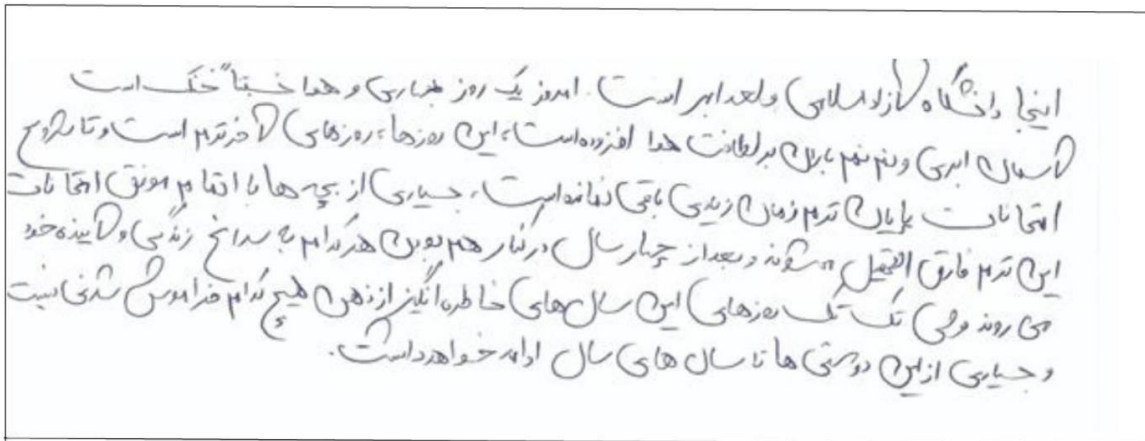 اینجا دانشگاه آزاد اسلامی واحد ابهر است. امروز یک روز بهاری و هوا نسبتاً خنک است
آسمان ابری و نم نم باران بر لطافت هوا افزوده است، این روزها، روزهای آخر ترم است و تا شروع
امتحانات پایان ترم زمان زیادی باقی نمانده است، بسیاری از بچه ها با اتمام موفق امتحانات
این ترم فارق التحصیل می شوند و بعد از چهار سال در کنار هم بودن هر کدام به سراغ زندگی و آینده خود
می روند ولی تک تک روزهای این سال های خاطره انگیز از ذهن هیچ کدام فراموش شدنی نیست
و بسیاری از این دوستی ها تا سال های سال ادامه خواهد داشت.